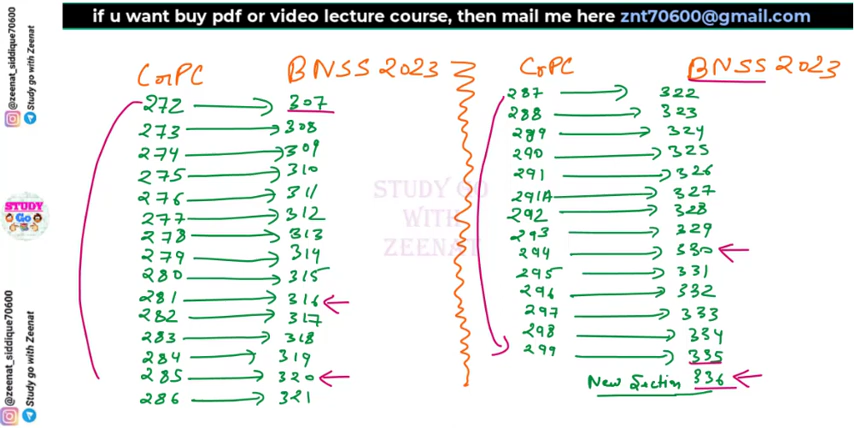 if u want buy pdf or video lecture course, then mail me here znt70600@gmail.com
@zeenat_siddique70600
Study go with Zeenat
CrPC BNSS 2023
272 → 307
273 → 308
274 → 309
275 → 310
276 → 311
277 → 312
278 → 313
279 → 314
280 → 315
281 → 316 ←
282 → 317
283 → 318
284 → 319
285 → 320 ←
286 → 321
STUDY GO
WITH
ZEENAT
CrPC BNSS 2023
287 → 322
288 → 323
289 → 324
290 → 325
291 → 326
291A → 327
292 → 328
293 → 329
294 → 330 ←
295 → 331
296 → 332
297 → 333
298 → 334
299 → 335
New Section 336 ←
STUDY
Go
@zeenat_siddique70600
Study go with Zeenat